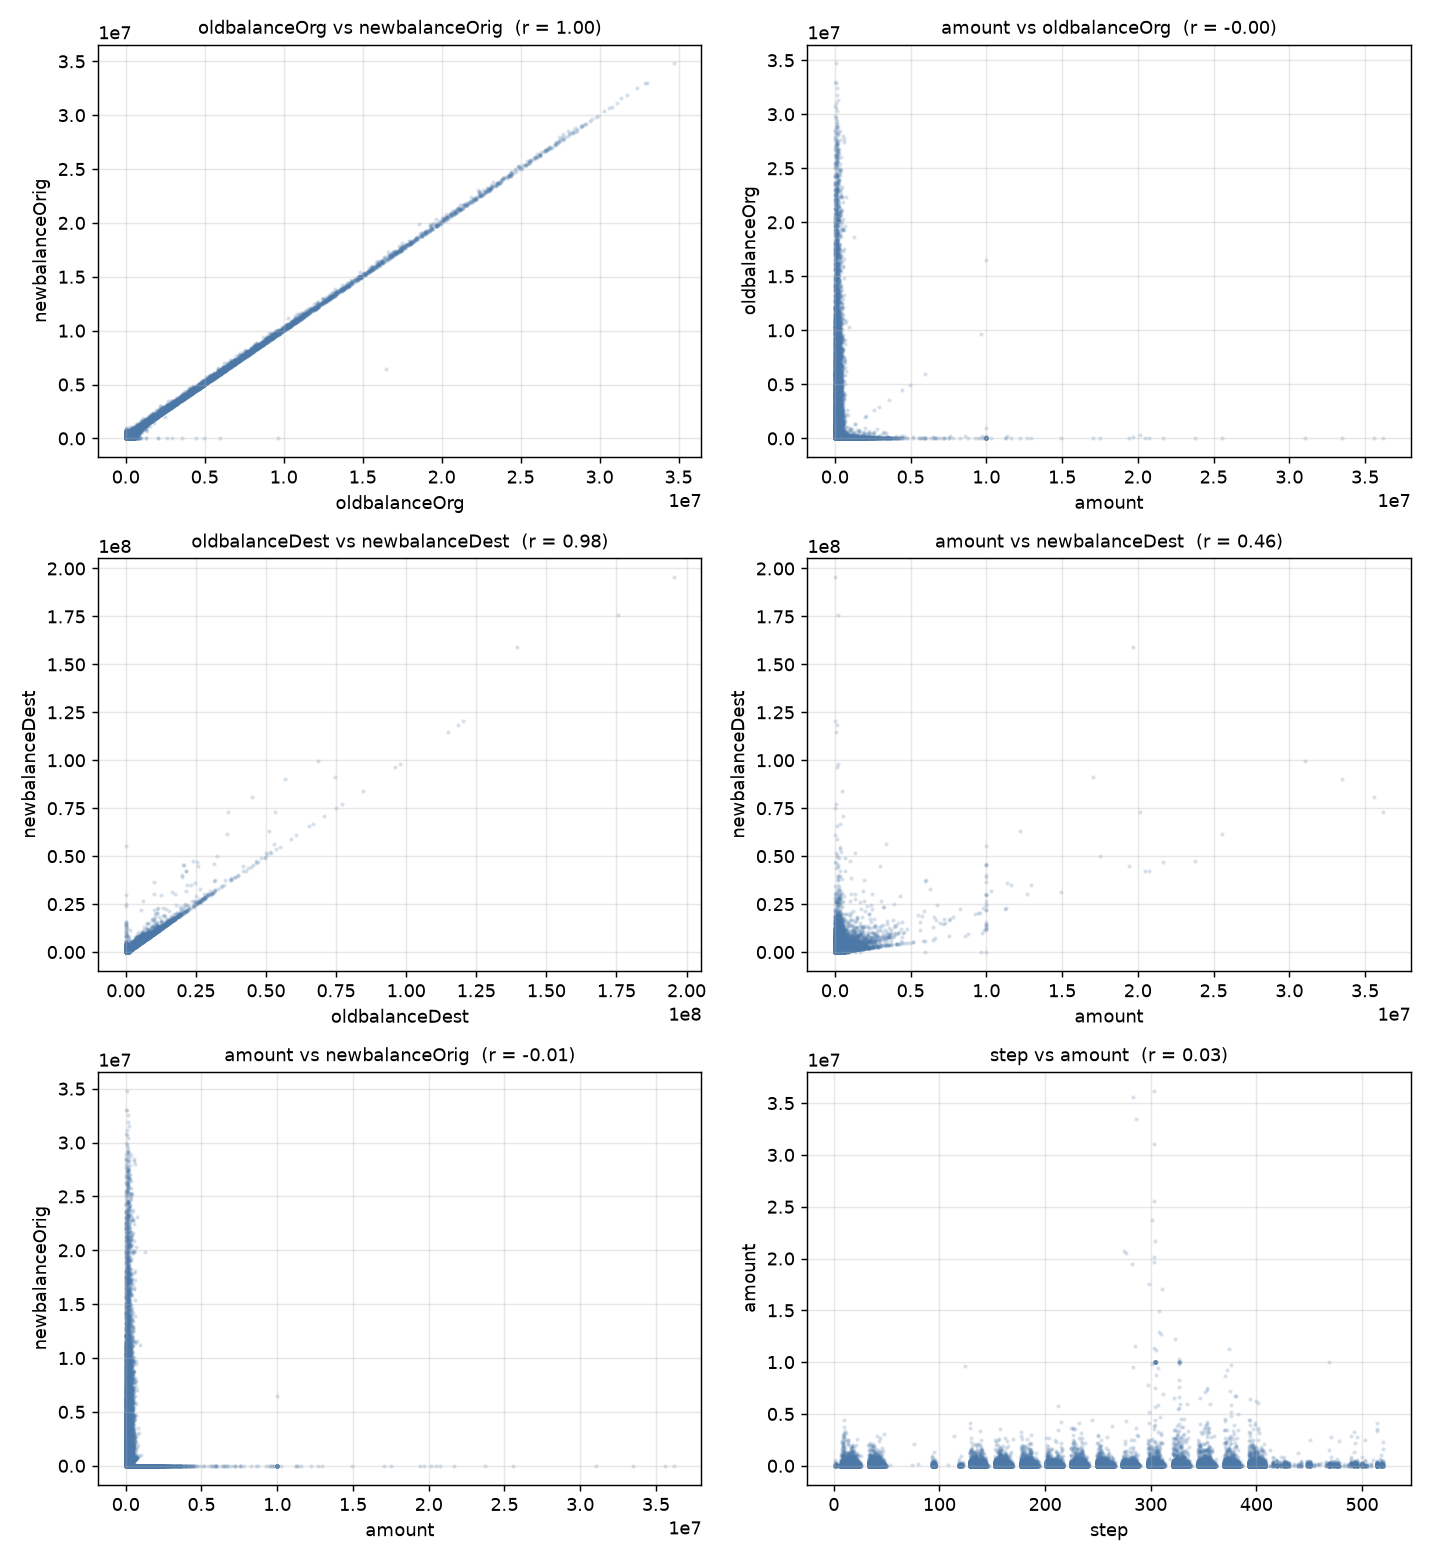 oldbalanceOrg vs newbalanceOrig  (r = 1.00)
1e7
3.5
3.0
2.5
2.0
1.5
1.0
0.5
0.0
newbalanceOrig
0.0 0.5 1.0 1.5 2.0 2.5 3.0 3.5
1e7
oldbalanceOrg
amount vs oldbalanceOrg  (r = -0.00)
1e7
3.5
3.0
2.5
2.0
1.5
1.0
0.5
0.0
oldbalanceOrg
0.0 0.5 1.0 1.5 2.0 2.5 3.0 3.5
1e7
amount
oldbalanceDest vs newbalanceDest  (r = 0.98)
1e8
2.00
1.75
1.50
1.25
1.00
0.75
0.50
0.25
0.00
newbalanceDest
0.00 0.25 0.50 0.75 1.00 1.25 1.50 1.75 2.00
1e8
oldbalanceDest
amount vs newbalanceDest  (r = 0.46)
1e8
2.00
1.75
1.50
1.25
1.00
0.75
0.50
0.25
0.00
newbalanceDest
0.0 0.5 1.0 1.5 2.0 2.5 3.0 3.5
1e7
amount
amount vs newbalanceOrig  (r = -0.01)
1e7
3.5
3.0
2.5
2.0
1.5
1.0
0.5
0.0
newbalanceOrig
0.0 0.5 1.0 1.5 2.0 2.5 3.0 3.5
1e7
amount
step vs amount  (r = 0.03)
1e7
3.5
3.0
2.5
2.0
1.5
1.0
0.5
0.0
amount
0 100 200 300 400 500
step